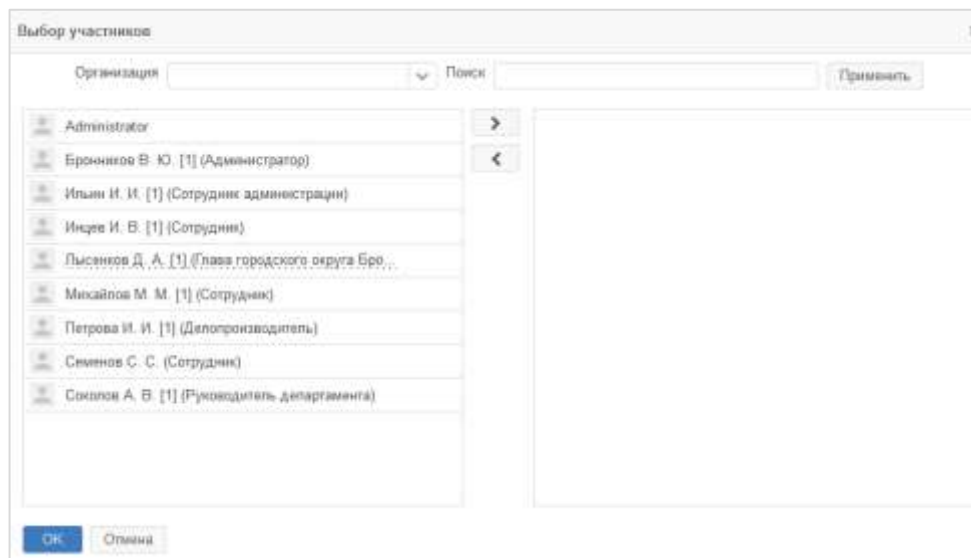 Выбор участников
Организация Поиск Применить
Administrator
Бронников В. Ю. [1] (Администратор)
Ильин И. И. [1] (Сотрудник администрации)
Инцев И. В. [1] (Сотрудник)
Лысенков Д. А. [1] (Глава городского округа Бро...
Михайлов М. М. [1] (Сотрудник)
Петрова И. И. [1] (Делопроизводитель)
Семенов С. С. (Сотрудник)
Соколов А. В. [1] (Руководитель департамента)
OK Отмена